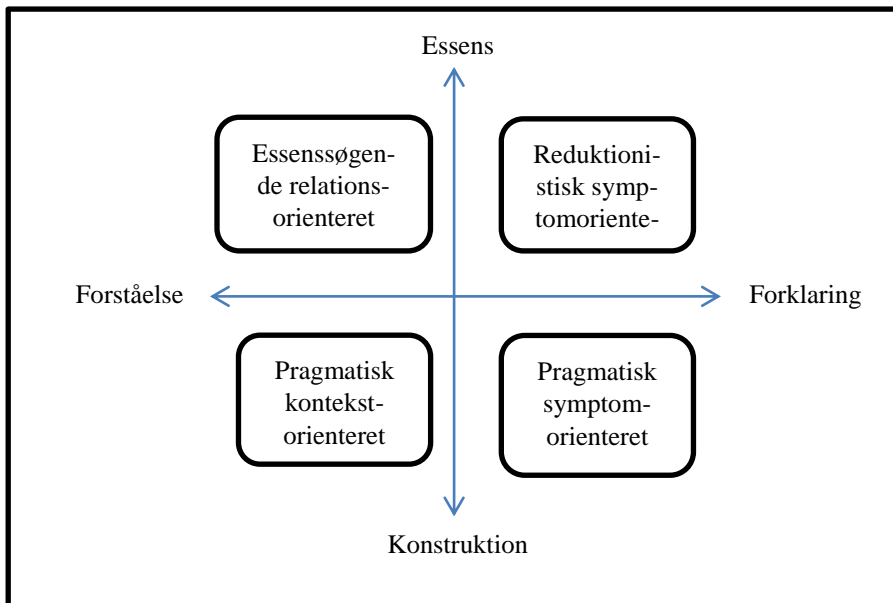 Essens
Essenssøgen-
de relations-
orienteret
Reduktioni-
stisk symp-
tomoriente-
Forståelse
Forklaring
Pragmatisk
kontekst-
orienteret
Pragmatisk
symptom-
orienteret
Konstruktion